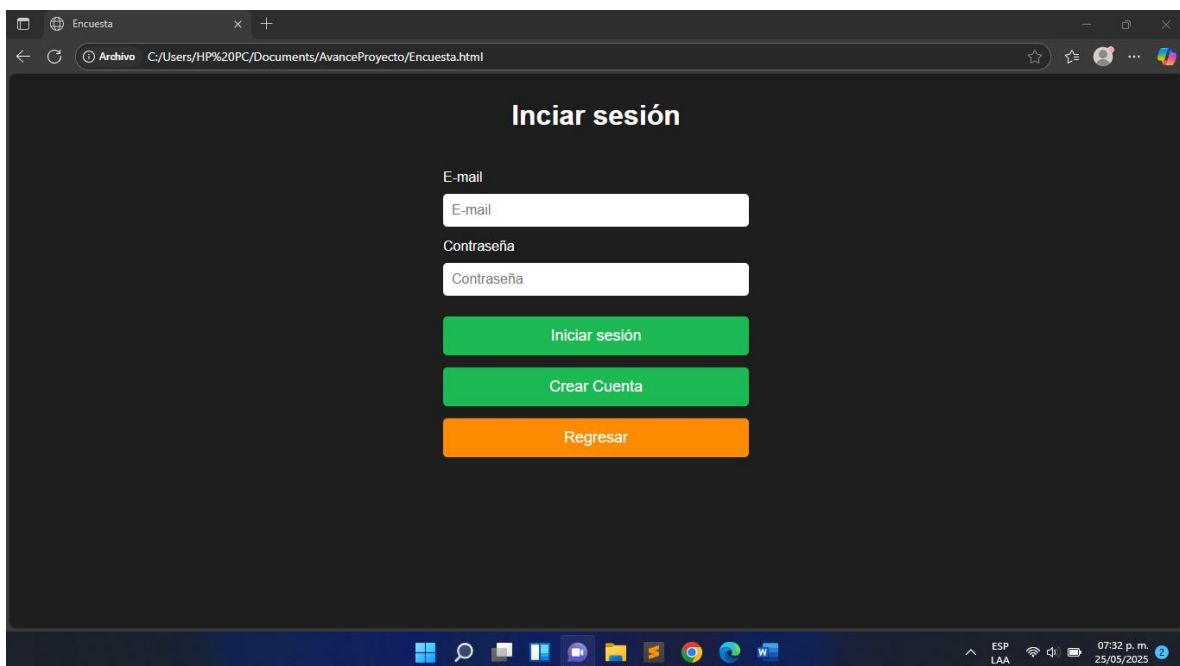 Encuesta
Archivo C:/Users/HP%20PC/Documents/AvanceProyecto/Encuesta.html
Inciar sesión
E-mail
E-mail
Contraseña
Contraseña
Iniciar sesión
Crear Cuenta
Regresar
ESP 07:32 p. m.
LAA 25/05/2025 2